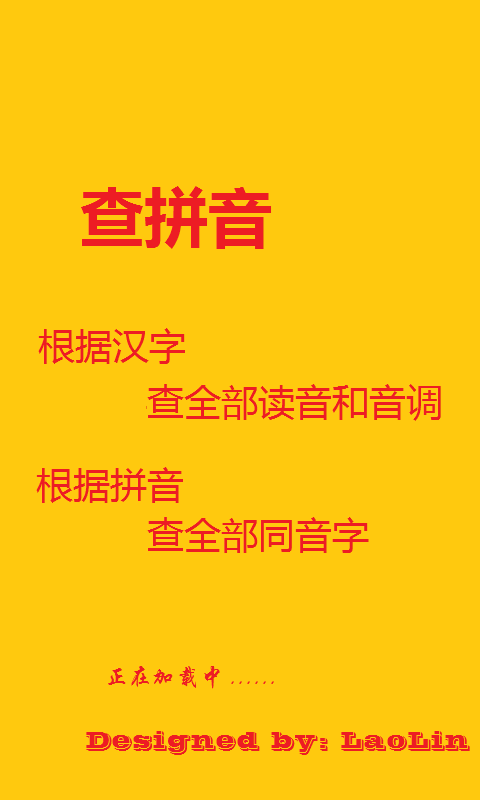 查拼音
根据汉字
查全部读音和音调
根据拼音
查全部同音字
正在加载中 ......
Designed by: LaoLin